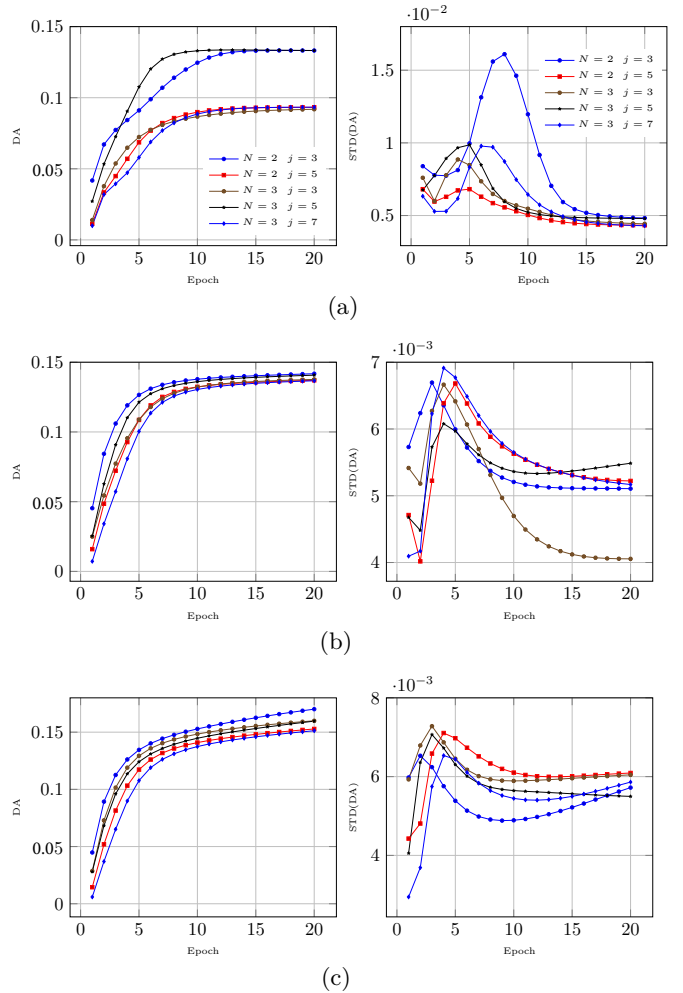 0.15
0.1
0.05
0
DA
0 5 10 15 20
Epoch
N = 2 j = 3
N = 2 j = 5
N = 3 j = 3
N = 3 j = 5
N = 3 j = 7
·10−2
1.5
1
0.5
STD(DA)
0 5 10 15 20
Epoch
N = 2 j = 3
N = 2 j = 5
N = 3 j = 3
N = 3 j = 5
N = 3 j = 7
(a)
0.15
0.1
0.05
0
DA
0 5 10 15 20
Epoch
·10−3
7
6
5
4
STD(DA)
0 5 10 15 20
Epoch
(b)
0.15
0.1
0.05
0
DA
0 5 10 15 20
Epoch
·10−3
8
6
4
STD(DA)
0 5 10 15 20
Epoch
(c)